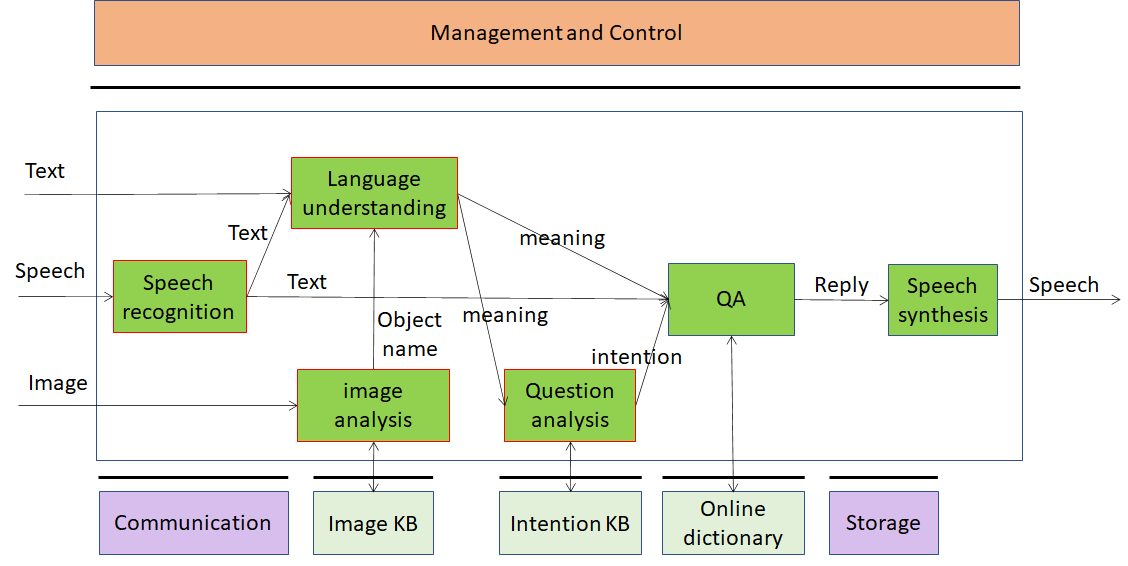 Management and Control
Text
Language
understanding
Text
meaning
Speech
Speech
recognition
Text
QA
Reply
Speech
synthesis
Speech
Object
name
meaning
intention
Image
image
analysis
Question
analysis
Communication
Image KB
Intention KB
Online
dictionary
Storage